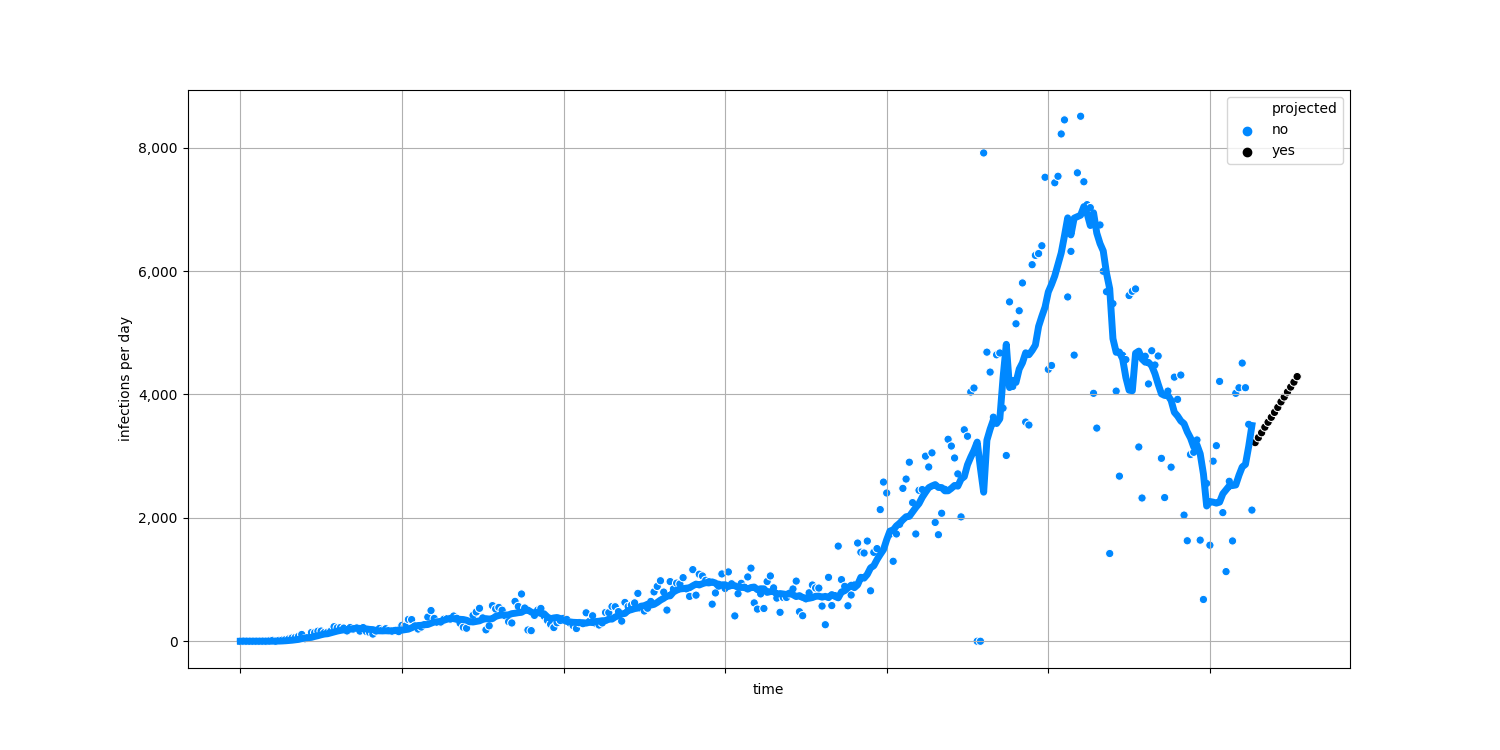 projected
no
yes
8,000
6,000
4,000
2,000
0
infections per day
time